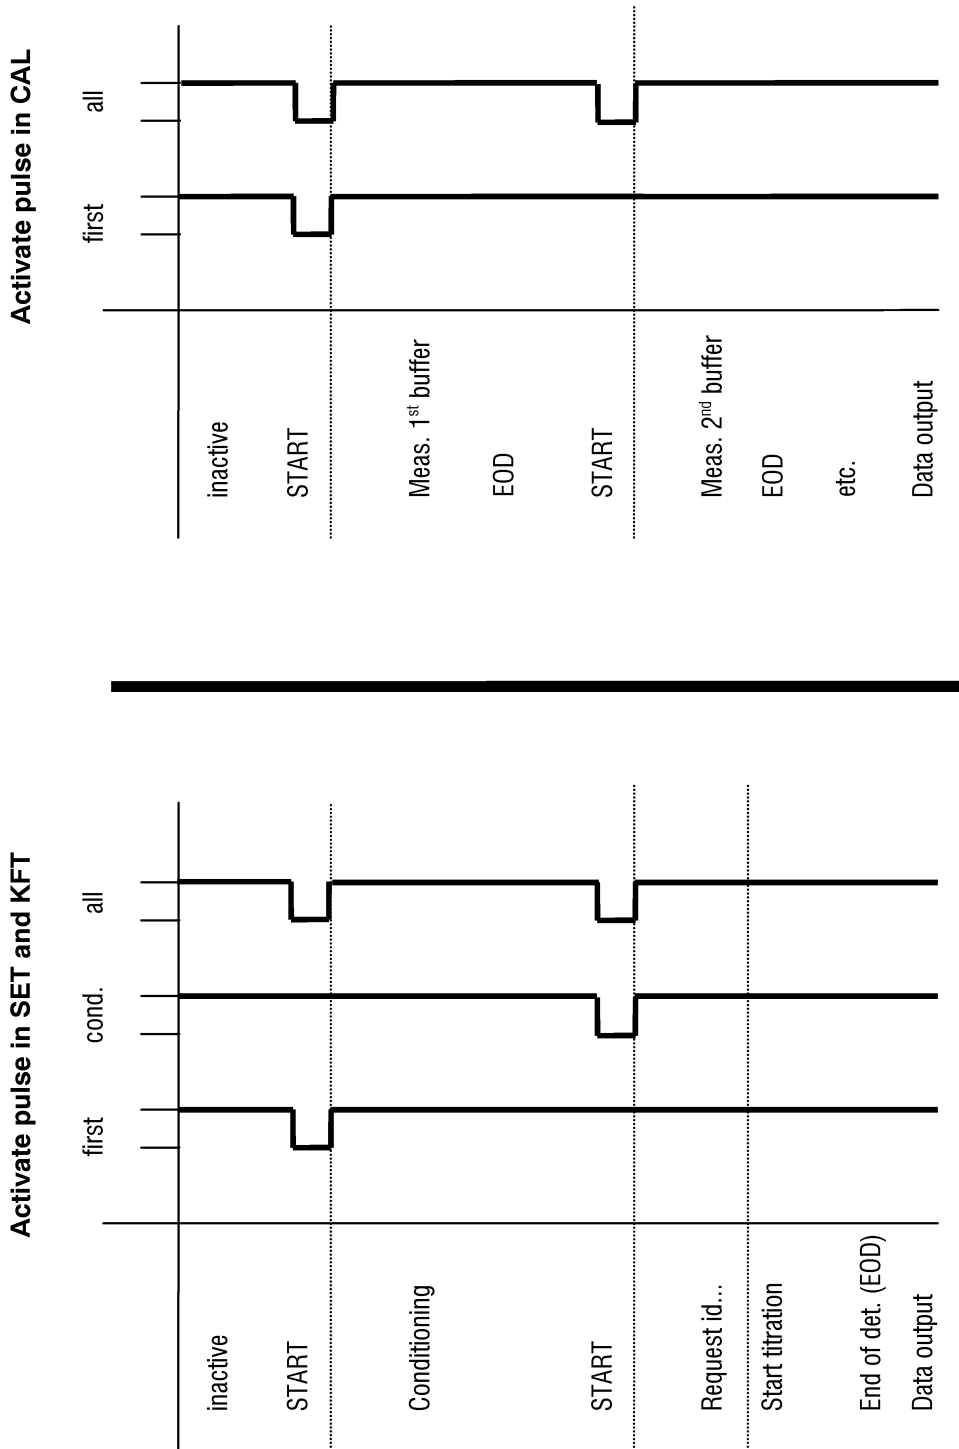 Activate pulse in SET and KFT
first
cond.
all
inactive
START
Conditioning
START
Request id...
Start titration
End of det. (EOD)
Data output
Activate pulse in CAL
first
all
inactive
START
Meas. 1st buffer
EOD
START
Meas. 2nd buffer
EOD
etc.
Data output